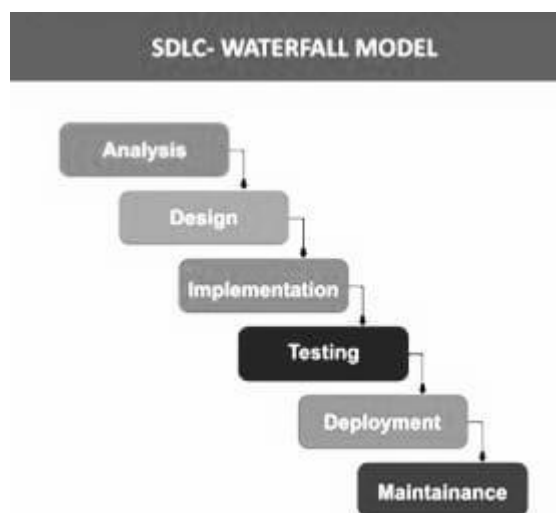 SDLC- WATERFALL MODEL
Analysis
Design
Implementation
Testing
Deployment
Maintainance